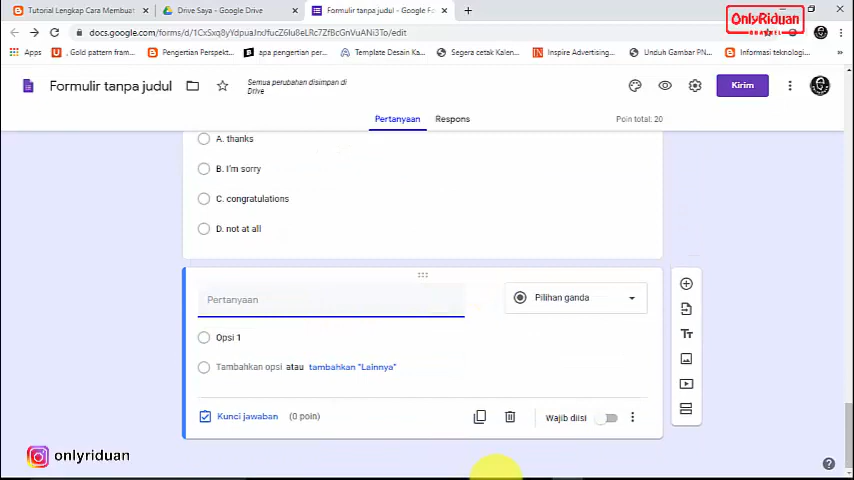 Tutorial Lengkap Cara Membuat
Drive Saya - Google Drive
Formulir tanpa judul - Google Fo
OnlyRiduan
docs.google.com/forms/d/1CxSxq8yYdpuaInxfucZ6lu8eLRc7ZfBcGnVuANi3To/edit
Apps
, Gold pattern fram...
Pengertian Perspekt...
apa pengertian per...
Template Desain Ka...
Segera cetak Kalen...
Inspire Advertising...
Unduh Gambar PN...
Informasi teknologi...
Formulir tanpa judul
Semua perubahan disimpan di
Drive
Kirim
Pertanyaan
Respons
Poin total: 20
A. thanks
B. I'm sorry
C. congratulations
D. not at all
Pertanyaan
Pilihan ganda
Opsi 1
Tambahkan opsi atau tambahkan "Lainnya"
Kunci jawaban (0 poin)
Wajib diisi
onlyriduan